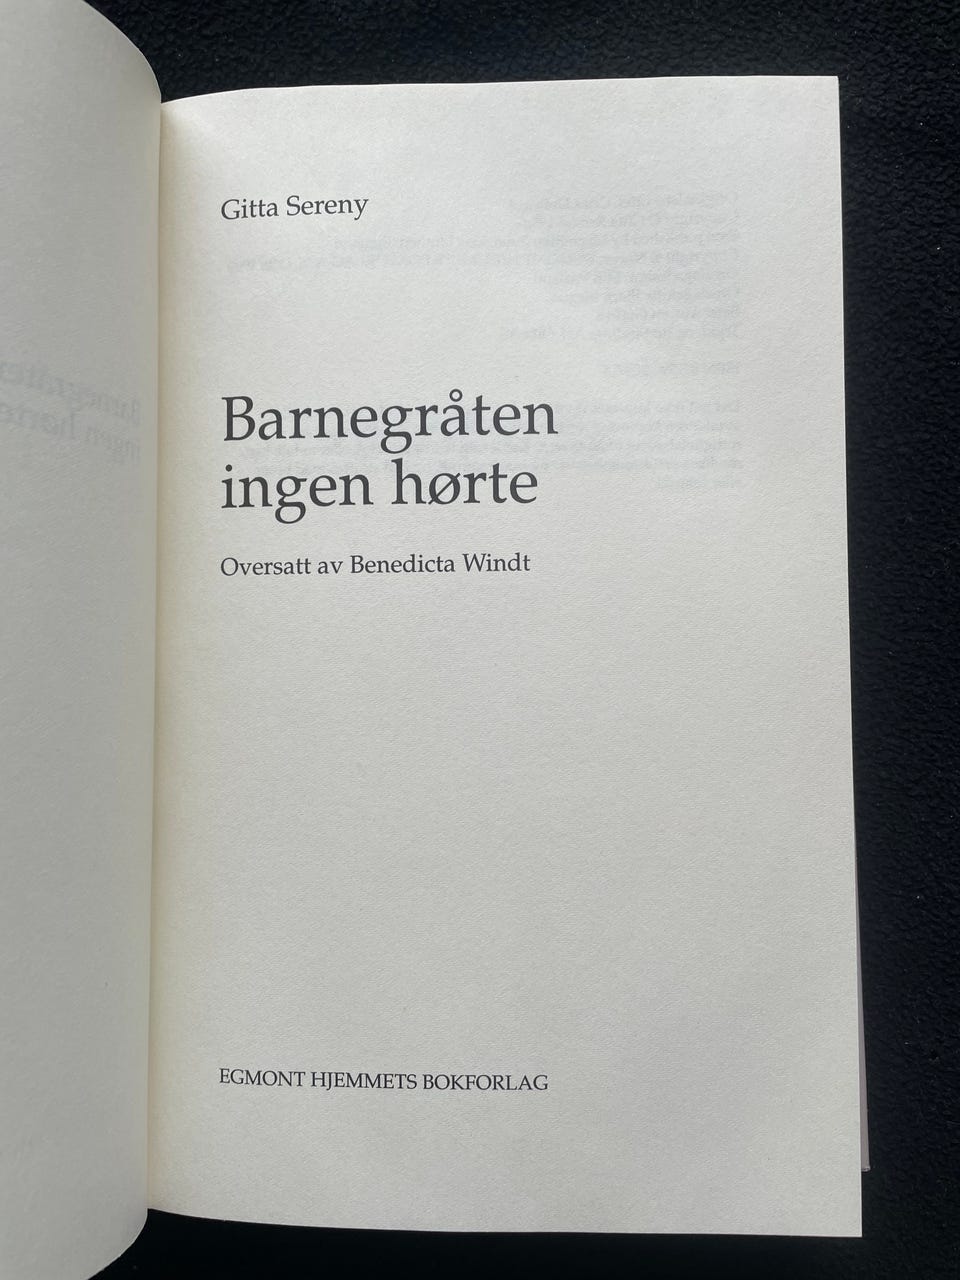 Gitta Sereny
Barnegråten
ingen hørte
Oversatt av Benedicta Windt
EGMONT HJEMMETS BOKFORLAG